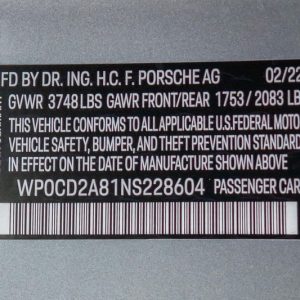 FD BY DR. ING. H.C. F. PORSCHE AG 02/22
GVWR 3748 LBS GAWR FRONT/REAR 1753 / 2083 LB
THIS VEHICLE CONFORMS TO ALL APPLICABLE U.S. FEDERAL MOTO
VEHICLE SAFETY, BUMPER, AND THEFT PREVENTION STANDARD
IN EFFECT ON THE DATE OF MANUFACTURE SHOWN ABOVE
WP0CD2A81NS228604 PASSENGER CAR